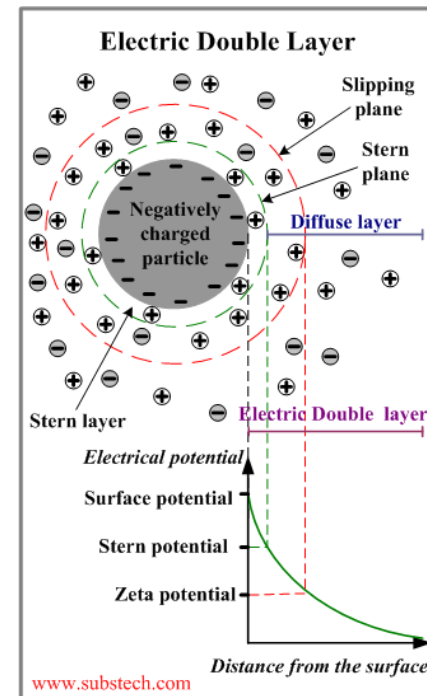 Electric Double Layer
Slipping
plane
Stern
plane
Negatively
charged
particle
Diffuse layer
Stern layer
Electric Double layer
Electrical potential
Surface potential
Stern potential
Zeta potential
Distance from the surface
www.substech.com